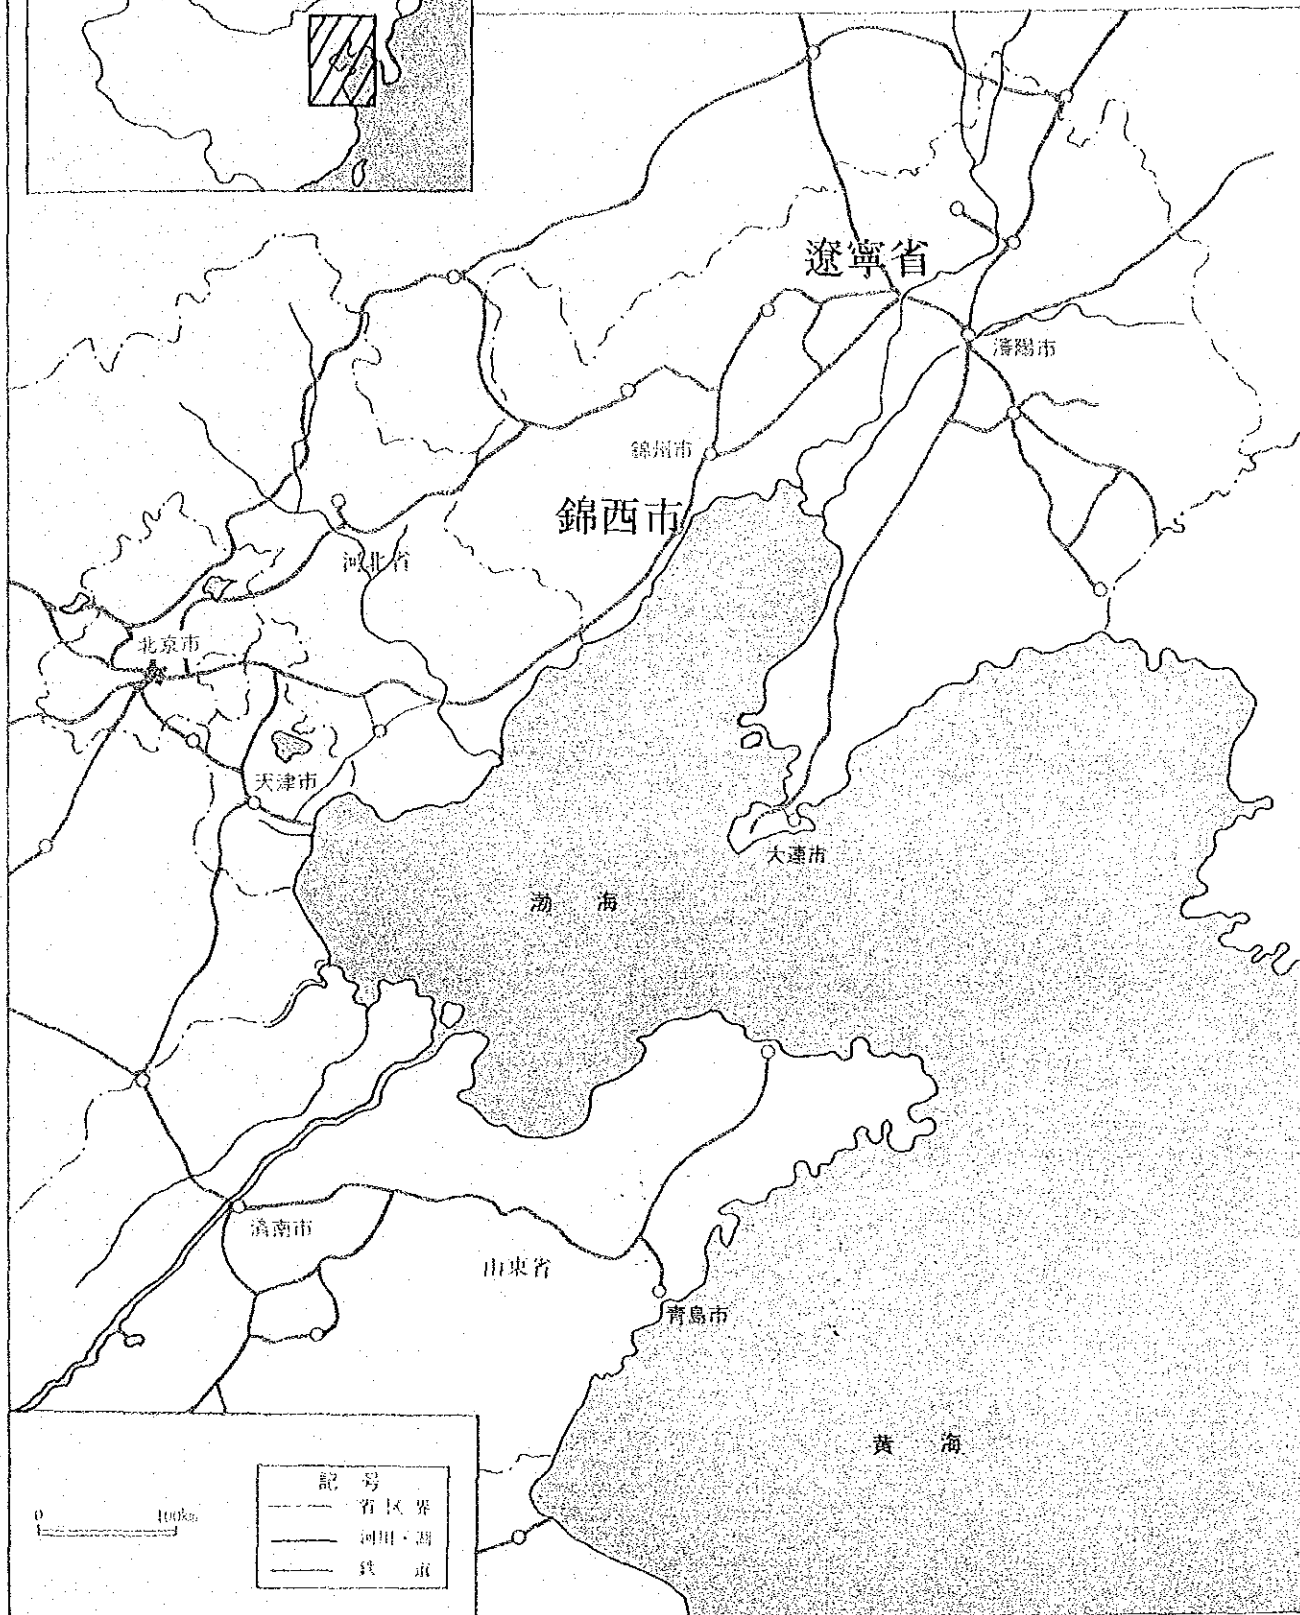 遼寧省
瀋陽市
錦州市
錦西市
河北省
北京市
天津市
大連市
渤 海
済南市
山東省
青島市
黄 海
記 号
省 区 界
河川・湖
鉄 道
0 100km